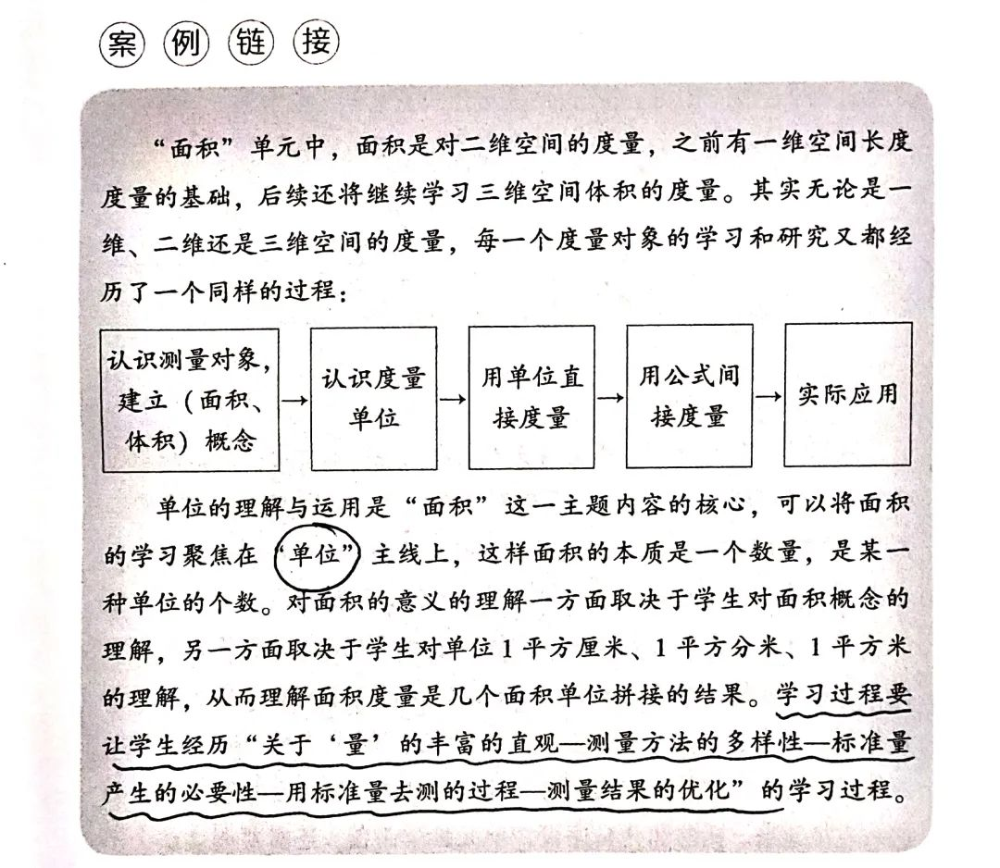 案例链接
“面积”单元中，面积是对二维空间的度量，之前有一维空间长度
度量的基础，后续还将继续学习三维空间体积的度量。其实无论是一
维、二维还是三维空间的度量，每一个度量对象的学习和研究又都经
历了一个同样的过程：
认识测量对象，
建立（面积、
体积）概念
认识度量
单位
用单位直
接度量
用公式间
接度量
实际应用
单位的理解与运用是“面积”这一主题内容的核心，可以将面积
的学习聚焦在“单位”主线上，这样面积的本质是一个数量，是某一
种单位的个数。对面积的意义的理解一方面取决于学生对面积概念的
理解，另一方面取决于学生对单位1平方厘米、1平方分米、1平方米
的理解，从而理解面积度量是几个面积单位拼接的结果。学习过程要
让学生经历“关于‘量’的丰富的直观—测量方法的多样性—标准量
产生的必要性—用标准量去测的过程—测量结果的优化”的学习过程。